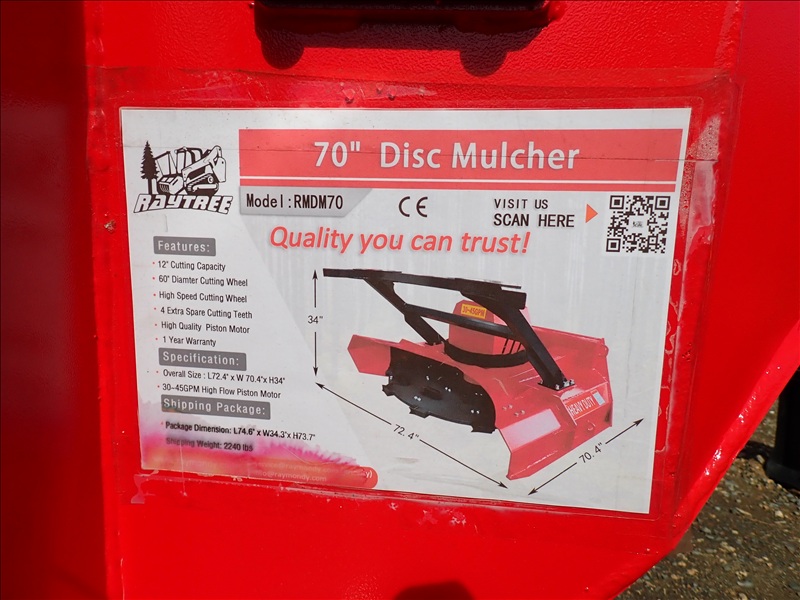 70" Disc Mulcher
RAYTREE
Model:RMDM70
CE
VISIT US
SCAN HERE
Quality you can trust!
Features:
• 12" Cutting Capacity
• 60" Diamter Cutting Wheel
• High Speed Cutting Wheel
• 4 Extra Spare Cutting Teeth
• High Quality Piston Motor
• 1 Year Warranty
Specification:
• Overall Size : L72.4" x W 70.4"x H34"
• 30-45GPM High Flow Piston Motor
Shipping Package:
• Package Dimension: L74.6" x W34.3"x H73.7"
Shipping Weight: 2240 lbs
34"
30-45GPM
HEAVY DUTY
72.4"
70.4"